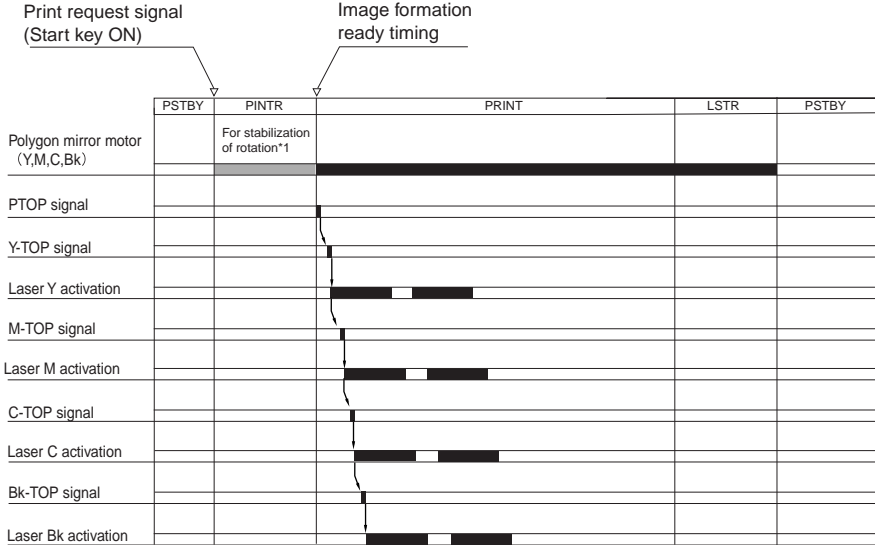 Print request signal
(Start key ON)
Image formation
ready timing
PSTBY PINTR PRINT LSTR PSTBY
Polygon mirror motor
（Y,M,C,Bk)
For stabilization
of rotation*1
PTOP signal
Y-TOP signal
Laser Y activation
M-TOP signal
Laser M activation
C-TOP signal
Laser C activation
Bk-TOP signal
Laser Bk activation